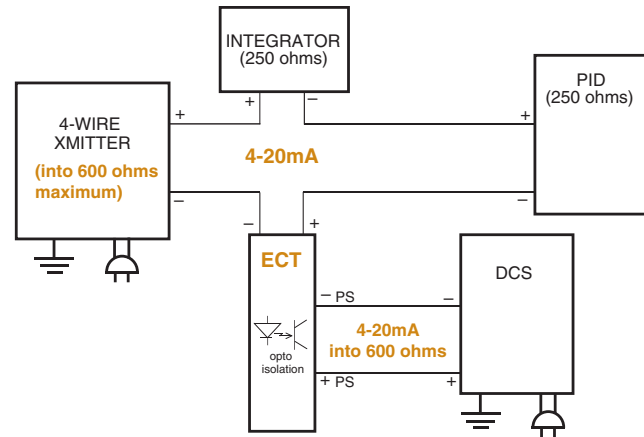 INTEGRATOR
(250 ohms)
+
−
4-WIRE
XMITTER
(into 600 ohms
maximum)
+
−
4-20mA
PID
(250 ohms)
+
−
−
+
ECT
opto
isolation
− PS
+ PS
4-20mA
into 600 ohms
DCS
−
+